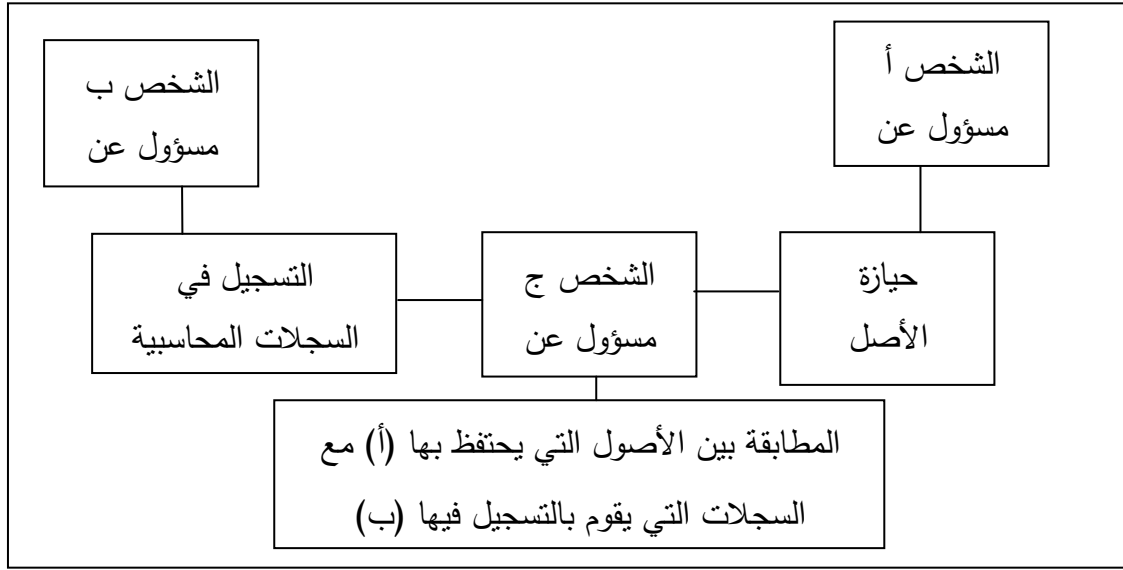 الشخص أ
مسؤول عن
الشخص ب
مسؤول عن
حيازة
الأصل
الشخص ج
مسؤول عن
التسجيل في
السجلات المحاسبية
المطابقة بين الأصول التي يحتفظ بها (أ) مع
السجلات التي يقوم بالتسجيل فيها (ب)